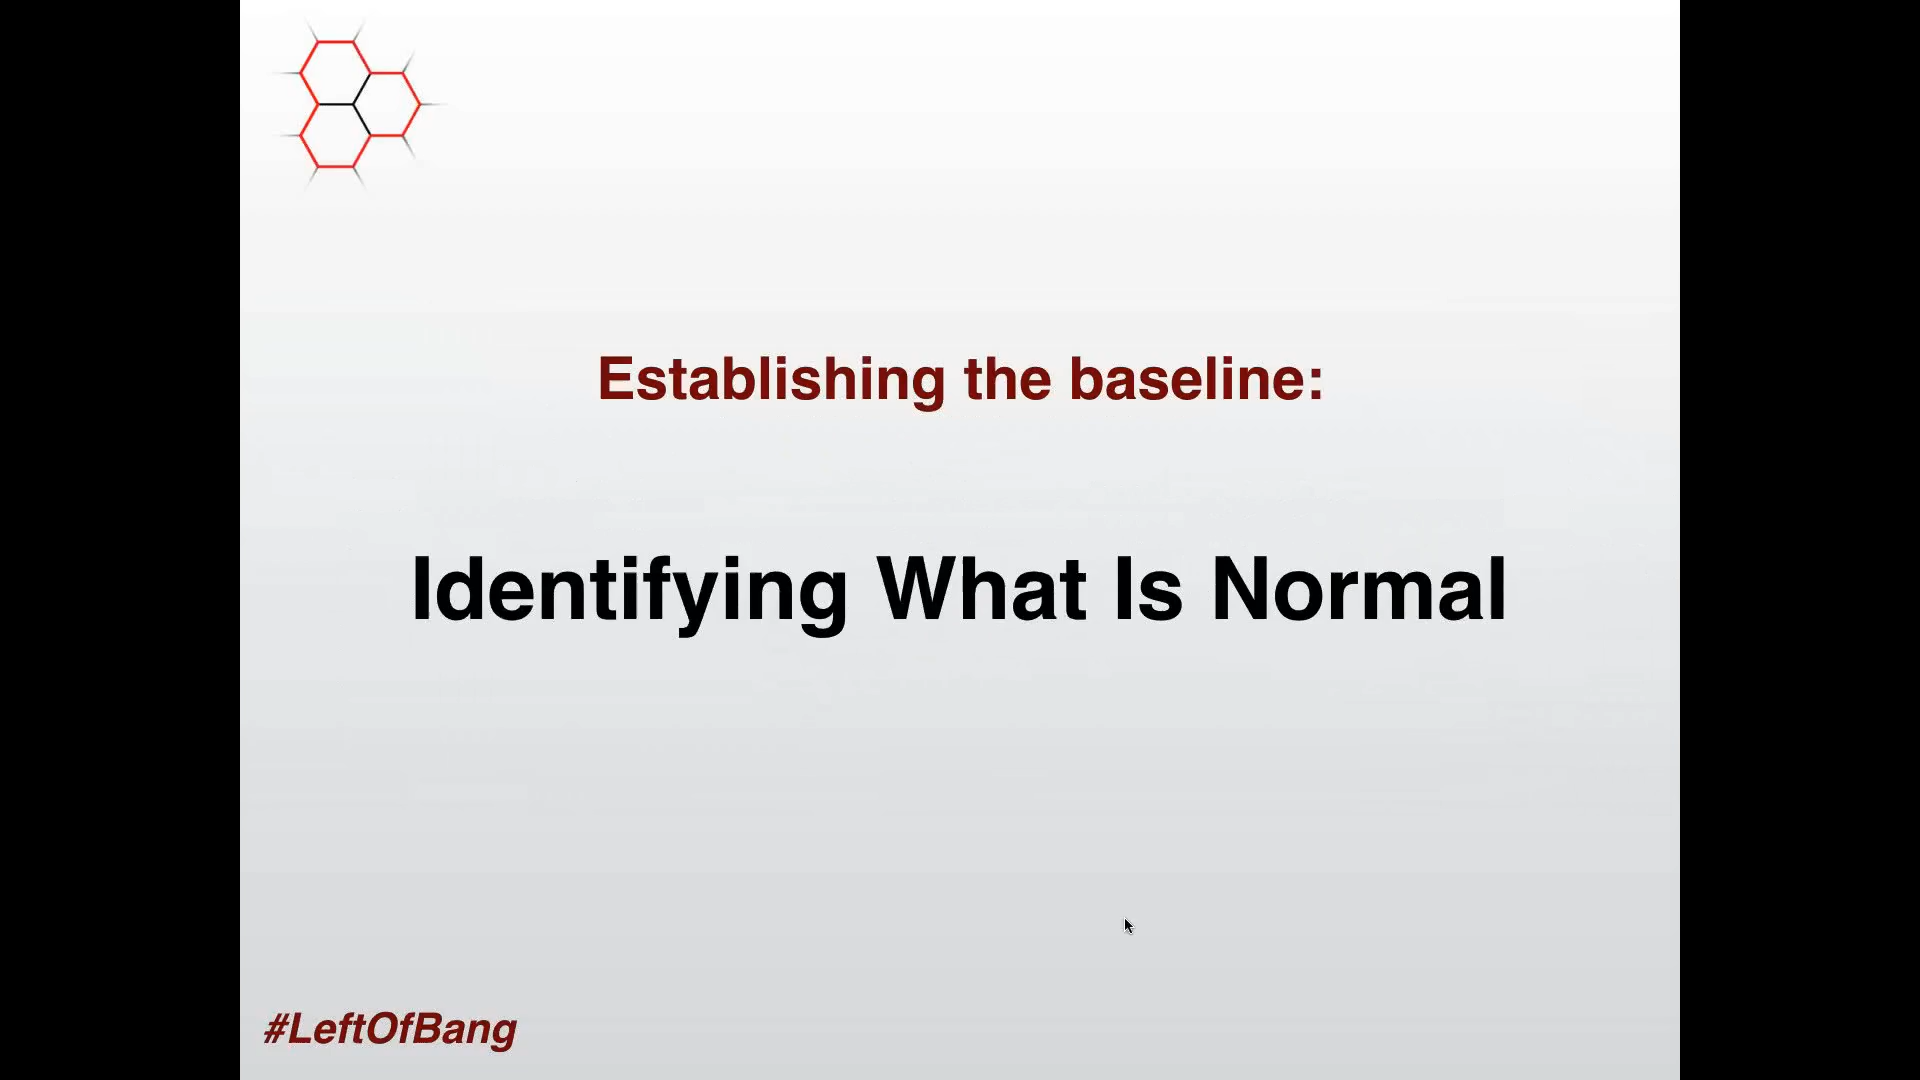 Establishing the baseline:
Identifying What Is Normal
#LeftOfBang